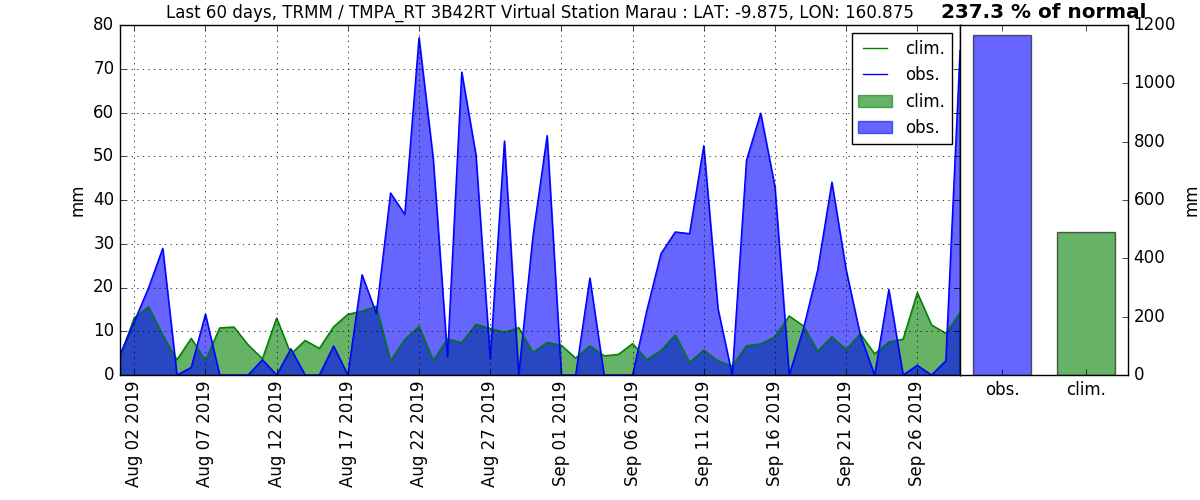 Last 60 days, TRMM / TMPA_RT 3B42RT Virtual Station Marau : LAT: -9.875, LON: 160.875
237.3 % of normal
80
70
60
50
40
30
20
10
0
mm
clim.
obs.
clim.
obs.
1200
1000
800
600
400
200
0
mm
obs.
clim.
Aug 02 2019
Aug 07 2019
Aug 12 2019
Aug 17 2019
Aug 22 2019
Aug 27 2019
Sep 01 2019
Sep 06 2019
Sep 11 2019
Sep 16 2019
Sep 21 2019
Sep 26 2019